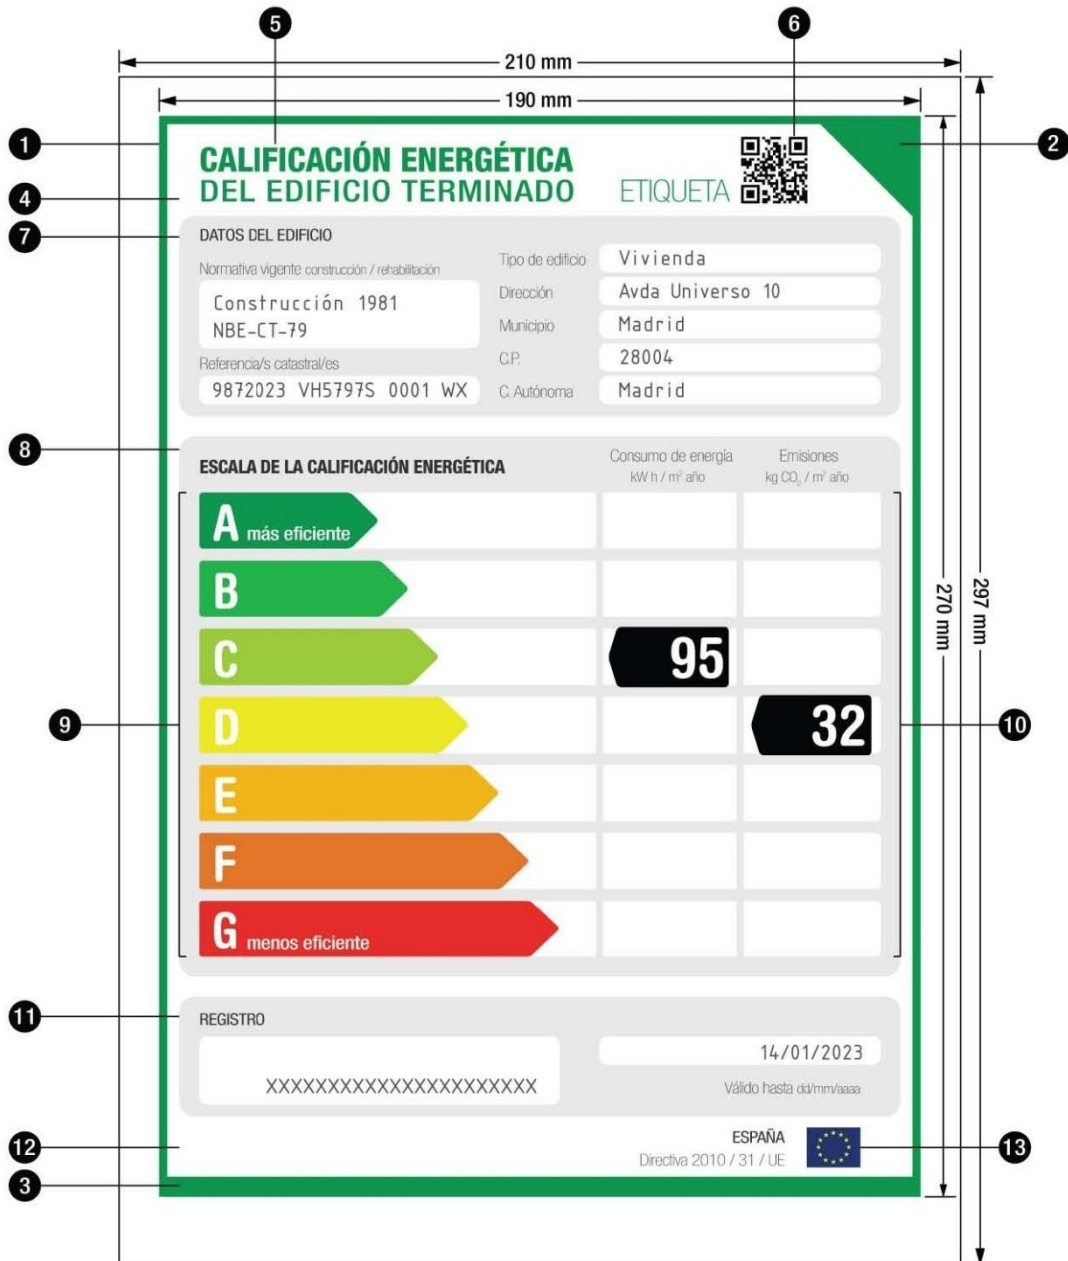 5
6
210 mm
190 mm
1
2
CALIFICACIÓN ENERGÉTICA
DEL EDIFICIO TERMINADO
ETIQUETA
4
7
DATOS DEL EDIFICIO
Normativa vigente construcción / rehabilitación
Construcción 1981
NBE-CT-79
Referencia/s catastral/es
9872023 VH5797S 0001 WX
Tipo de edificio Vivienda
Dirección Avda Universo 10
Municipio Madrid
C.P. 28004
C. Autónoma Madrid
8
ESCALA DE LA CALIFICACIÓN ENERGÉTICA
Consumo de energía
kW h / m² año
Emisiones
kg CO₂ / m² año
A más eficiente
B
C 95
D 32
E
F
G menos eficiente
9
10
270 mm
297 mm
11
REGISTRO
XXXXXXXXXXXXXXXXXXXXXX
14/01/2023
Válido hasta dd/mm/aaaa
12
ESPAÑA
Directiva 2010 / 31 / UE
13
3